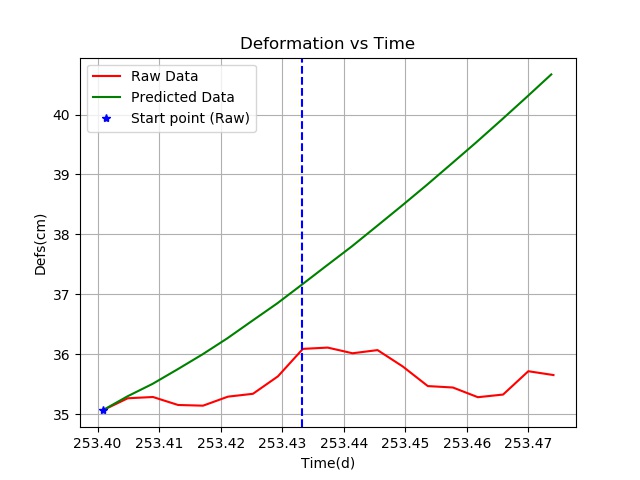 Deformation vs Time
Raw Data
Predicted Data
Start point (Raw)
40
39
38
37
36
35
Defs(cm)
253.40 253.41 253.42 253.43 253.44 253.45 253.46 253.47
Time(d)